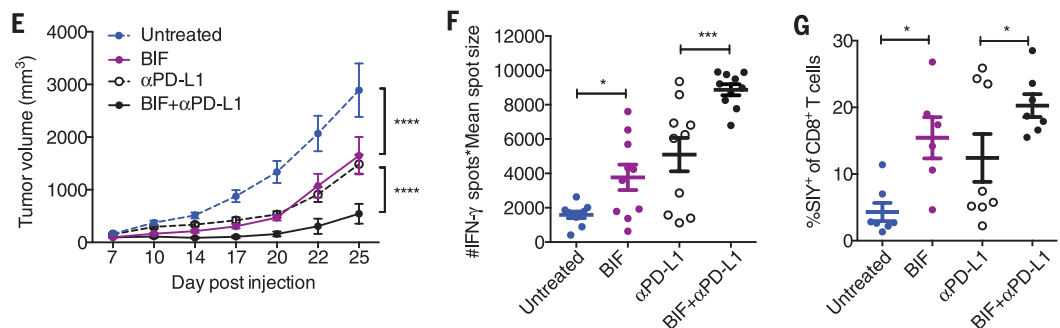 E
Tumor volume (mm³)
4000
3000
2000
1000
0
7 10 14 17 20 22 25
Day post injection
Untreated
BIF
αPD-L1
BIF+αPD-L1
****
****
F
#IFN-γ spots*Mean spot size
12000
10000
8000
6000
4000
2000
0
*
***
Untreated
BIF
αPD-L1
BIF+αPD-L1
G
%SIY⁺ of CD8⁺ T cells
30
20
10
0
*
*
Untreated
BIF
αPD-L1
BIF+αPD-L1